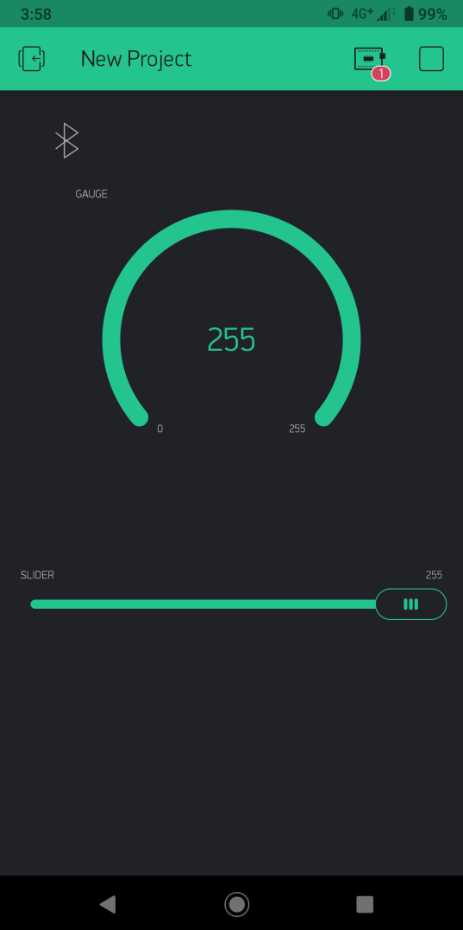 3:58 4G+ 99%
New Project
1
GAUGE
255
0 255
SLIDER 255